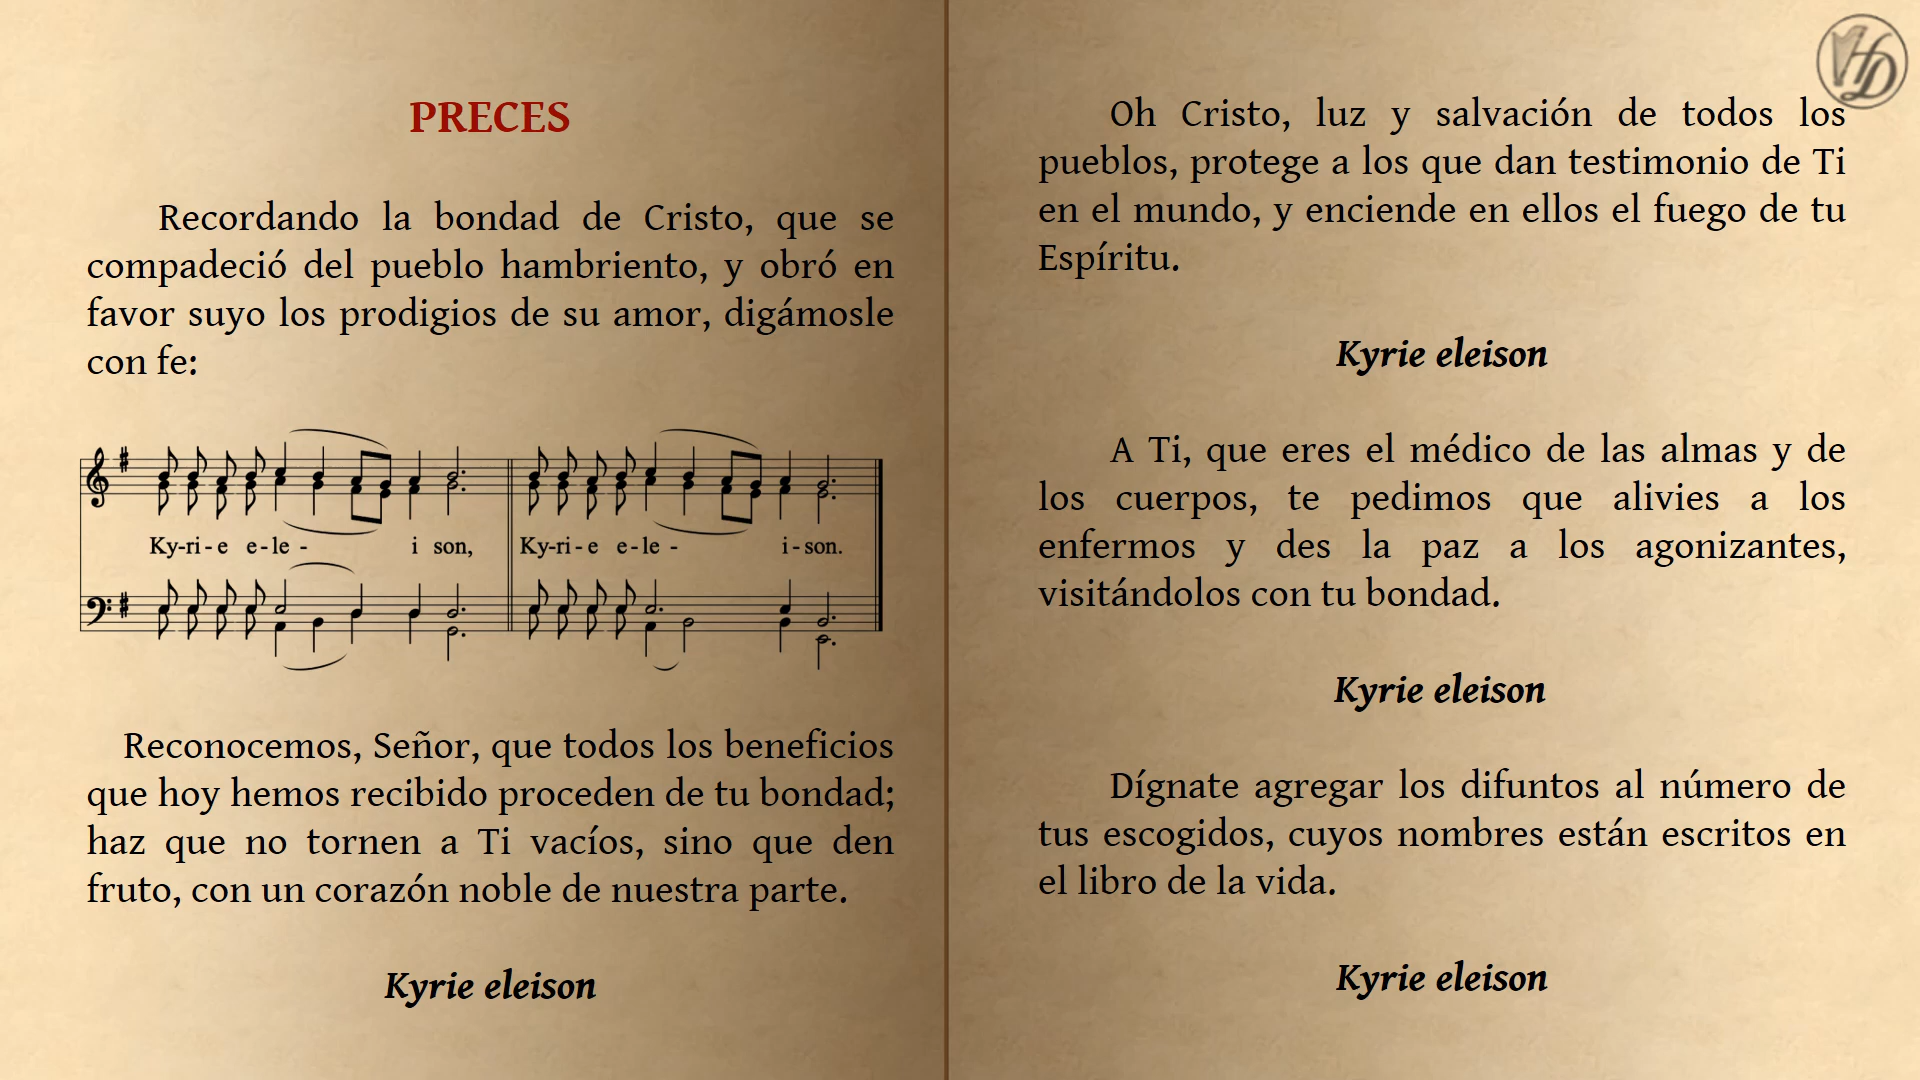 PRECES
Recordando la bondad de Cristo, que se
compadeció del pueblo hambriento, y obró en
favor suyo los prodigios de su amor, digámosle
con fe:
Ky-ri-e e-le - i son, Ky-ri-e e-le - i-son.
Reconocemos, Señor, que todos los beneficios
que hoy hemos recibido proceden de tu bondad;
haz que no tornen a Ti vacíos, sino que den
fruto, con un corazón noble de nuestra parte.
Kyrie eleison
HD
Oh Cristo, luz y salvación de todos los
pueblos, protege a los que dan testimonio de Ti
en el mundo, y enciende en ellos el fuego de tu
Espíritu.
Kyrie eleison
A Ti, que eres el médico de las almas y de
los cuerpos, te pedimos que alivies a los
enfermos y des la paz a los agonizantes,
visitándolos con tu bondad.
Kyrie eleison
Dígnate agregar los difuntos al número de
tus escogidos, cuyos nombres están escritos en
el libro de la vida.
Kyrie eleison